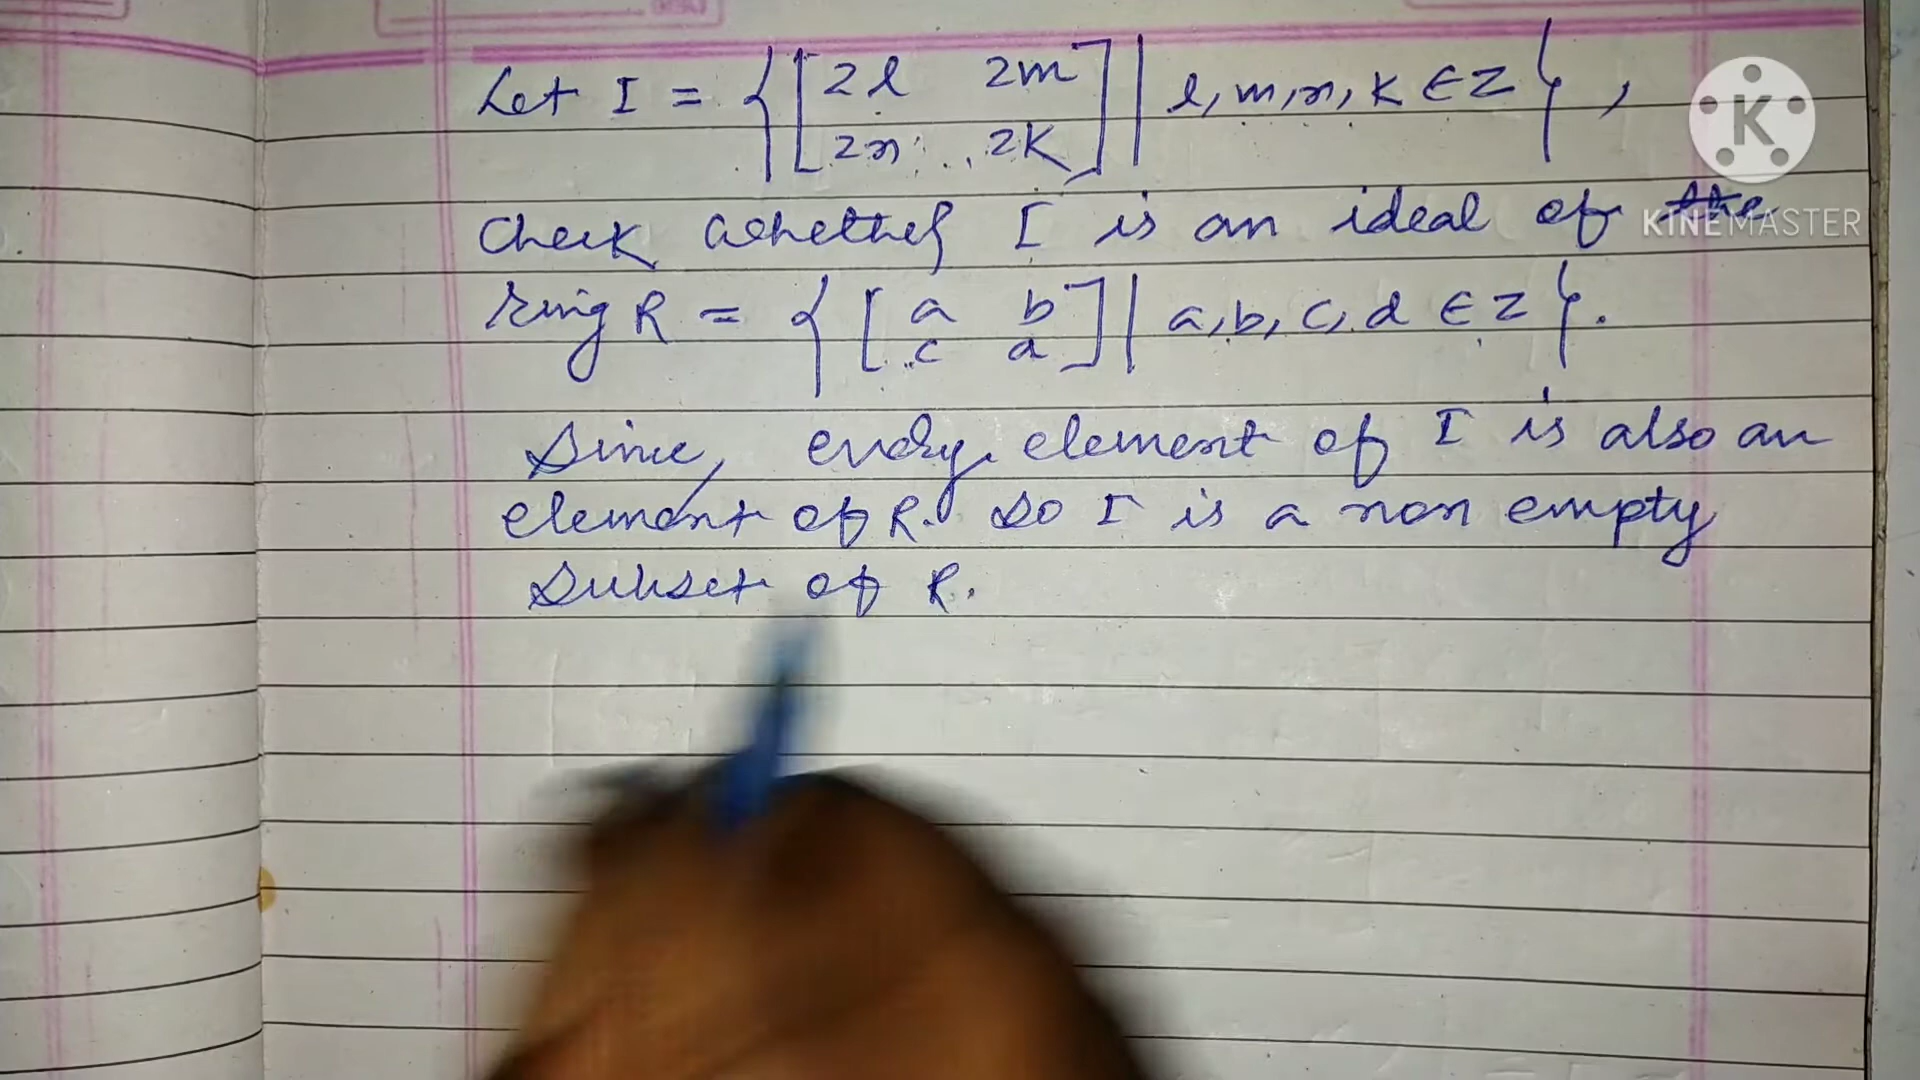 Let I = { [ 2l 2m
2n 2k ] | l, m, n, k ∈ Z } ,
Check whether I is an ideal of the
ring R = { [ a b
c d ] | a, b, c, d ∈ Z } .
Since, every element of I is also an
element of R. So I is a non empty
subset of R.
K
KINEMASTER